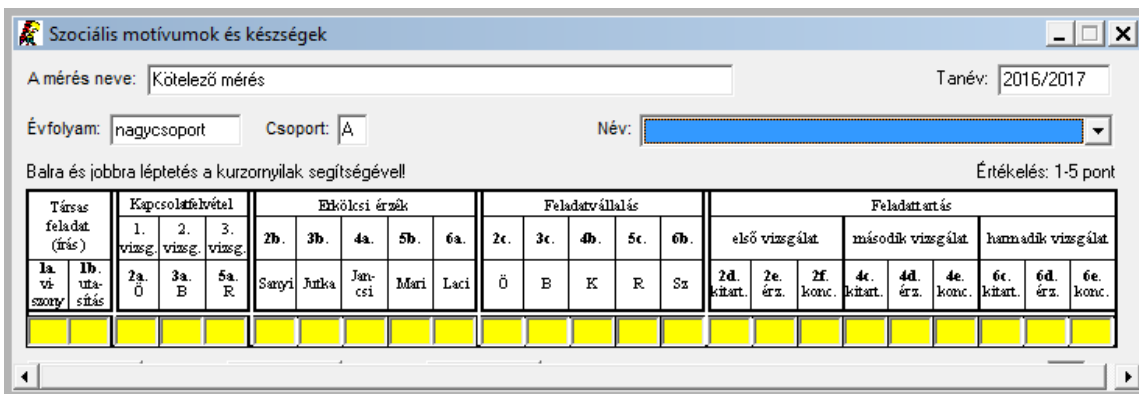 Szociális motívumok és készségek
A mérés neve: Kötelező mérés Tanév: 2016/2017
Évfolyam: nagycsoport Csoport: A Név:
Balra és jobbra léptetés a kurzornyilak segítségével! Értékelés: 1-5 pont
Társas feladat (írás) Kapcsolatfelvétel Erkölcsi érzék Feladatvállalás Feladattartás
1. vizsg. 2. vizsg. 3. vizsg. 2b. 3b. 4a. 5b. 6a. 2c. 3c. 4b. 5c. 6b. első vizsgálat második vizsgálat harmadik vizsgálat
1a. vi- szony 1b. uta- sítás 2a. Ö 3a. B 5a. R Sanyi Jutka Jan- csi Mari Laci Ö B K R Sz 2d. kitart. 2e. érz. 2f. konc. 4c. kitart. 4d. érz. 4e. konc. 6c. kitart. 6d. érz. 6e. konc.